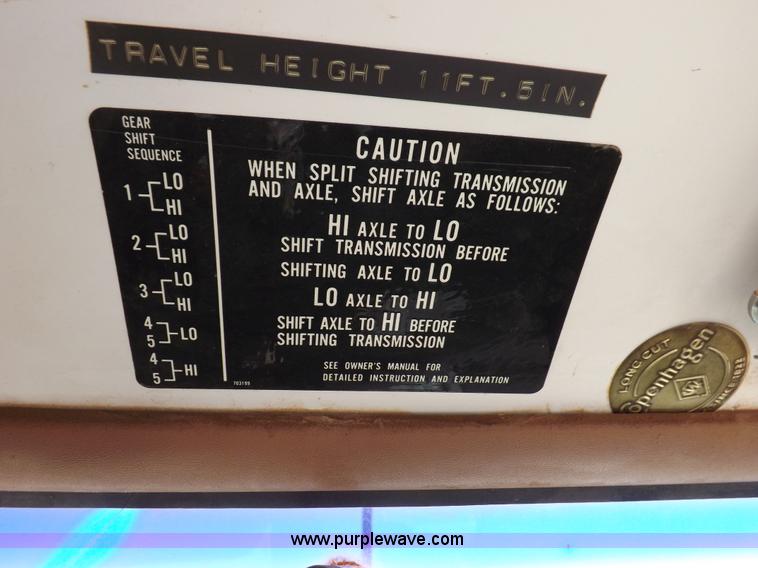 TRAVEL HEIGHT 11FT. 5IN.
GEAR
SHIFT
SEQUENCE
1 LO
HI
2 LO
HI
3 LO
HI
4
5 LO
4
5 HI
CAUTION
WHEN SPLIT SHIFTING TRANSMISSION
AND AXLE, SHIFT AXLE AS FOLLOWS:
HI AXLE TO LO
SHIFT TRANSMISSION BEFORE
SHIFTING AXLE TO LO
LO AXLE TO HI
SHIFT AXLE TO HI BEFORE
SHIFTING TRANSMISSION
SEE OWNER'S MANUAL FOR
DETAILED INSTRUCTION AND EXPLANATION
703199
LONG CUT
Copenhagen
SINCE 1822
www.purplewave.com